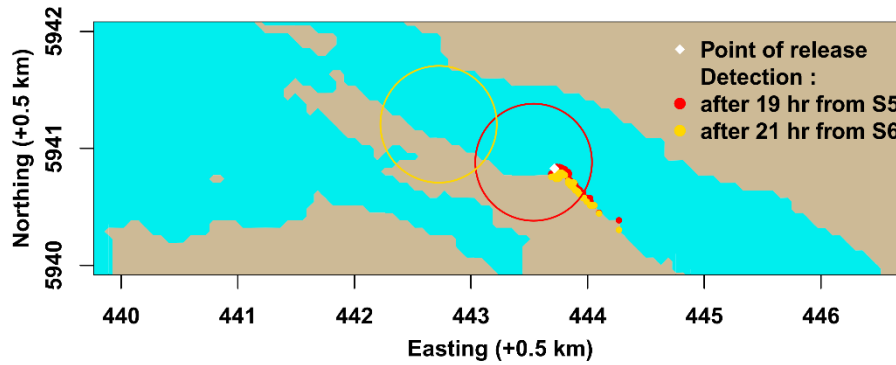 5942
5941
5940
Northing (+0.5 km)
Point of release
Detection :
after 19 hr from S5
after 21 hr from S6
440 441 442 443 444 445 446
Easting (+0.5 km)